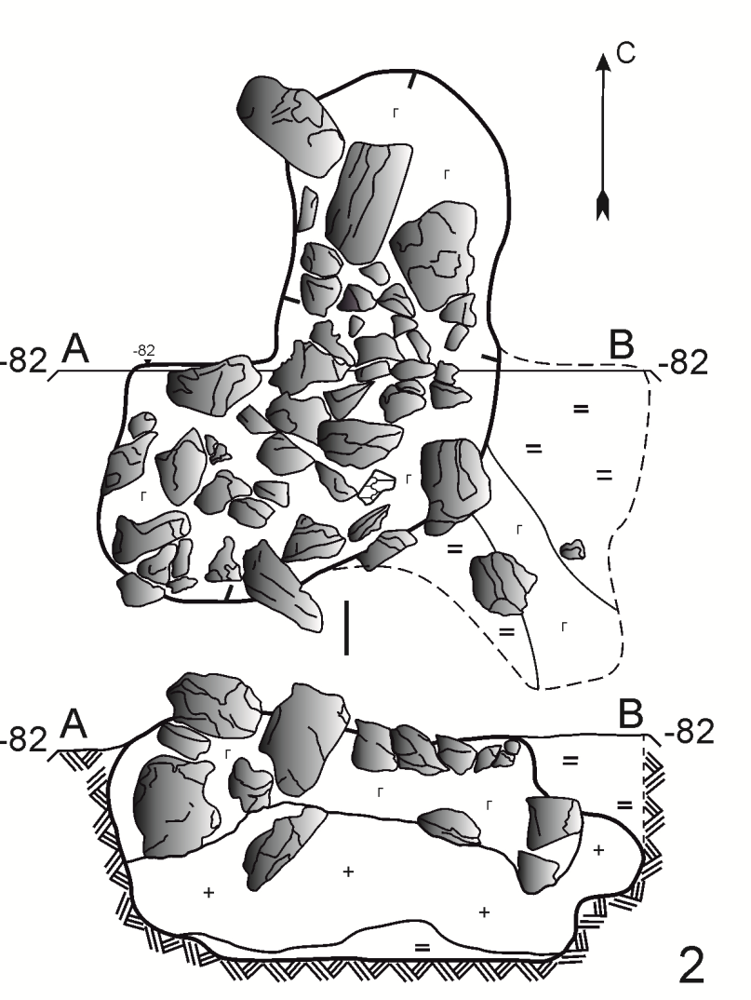 С
г
г
-82 А -82 В -82
=
=
=
г
г
г
=
=
г
-82 А В -82
г
=
г
г
=
+
+
+
+
=
2